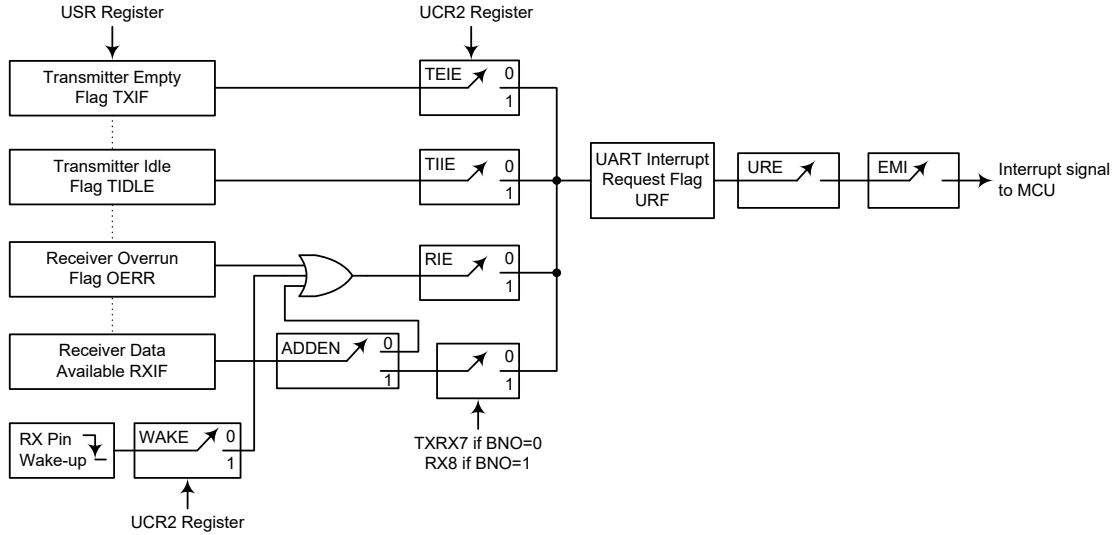 USR Register
UCR2 Register
Transmitter Empty
Flag TXIF
TEIE
0
1
Transmitter Idle
Flag TIDLE
TIIE
0
1
UART Interrupt
Request Flag
URF
URE
EMI
Interrupt signal
to MCU
Receiver Overrun
Flag OERR
RIE
0
1
Receiver Data
Available RXIF
ADDEN
0
1
0
1
RX Pin
Wake-up
WAKE
0
1
TXRX7 if BNO=0
RX8 if BNO=1
UCR2 Register